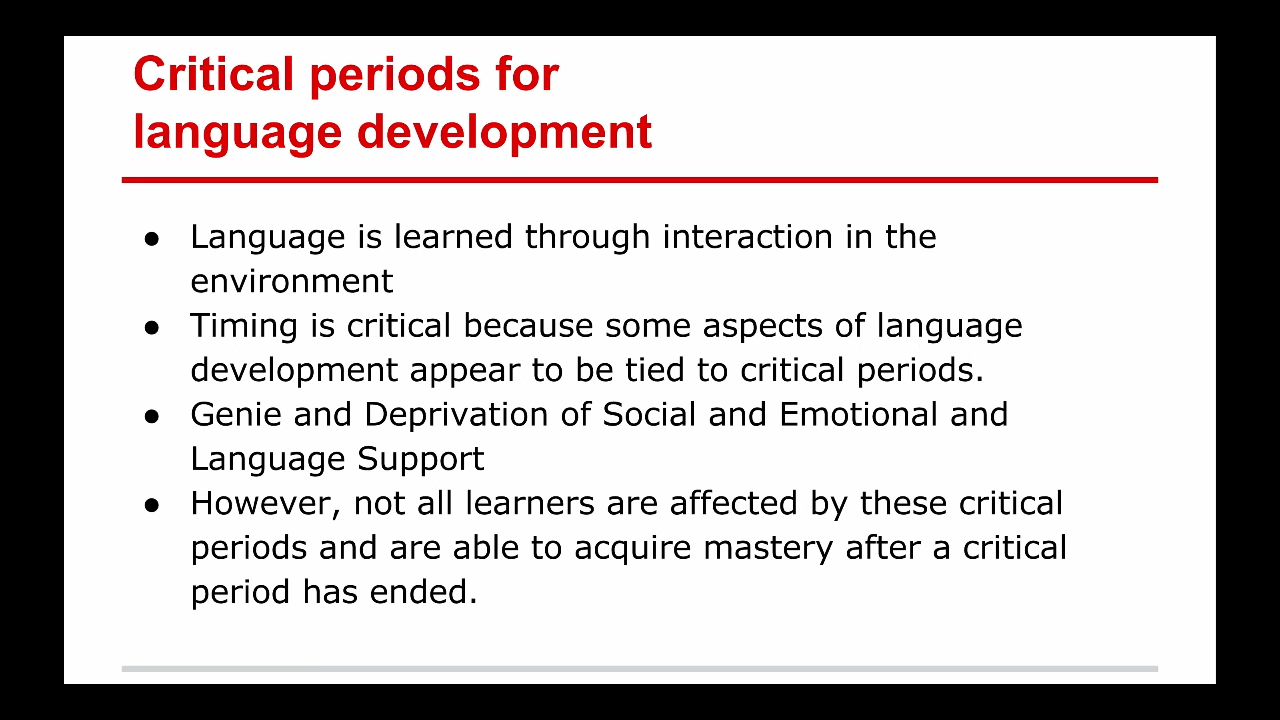 Critical periods for
language development
● Language is learned through interaction in the
environment
● Timing is critical because some aspects of language
development appear to be tied to critical periods.
● Genie and Deprivation of Social and Emotional and
Language Support
● However, not all learners are affected by these critical
periods and are able to acquire mastery after a critical
period has ended.